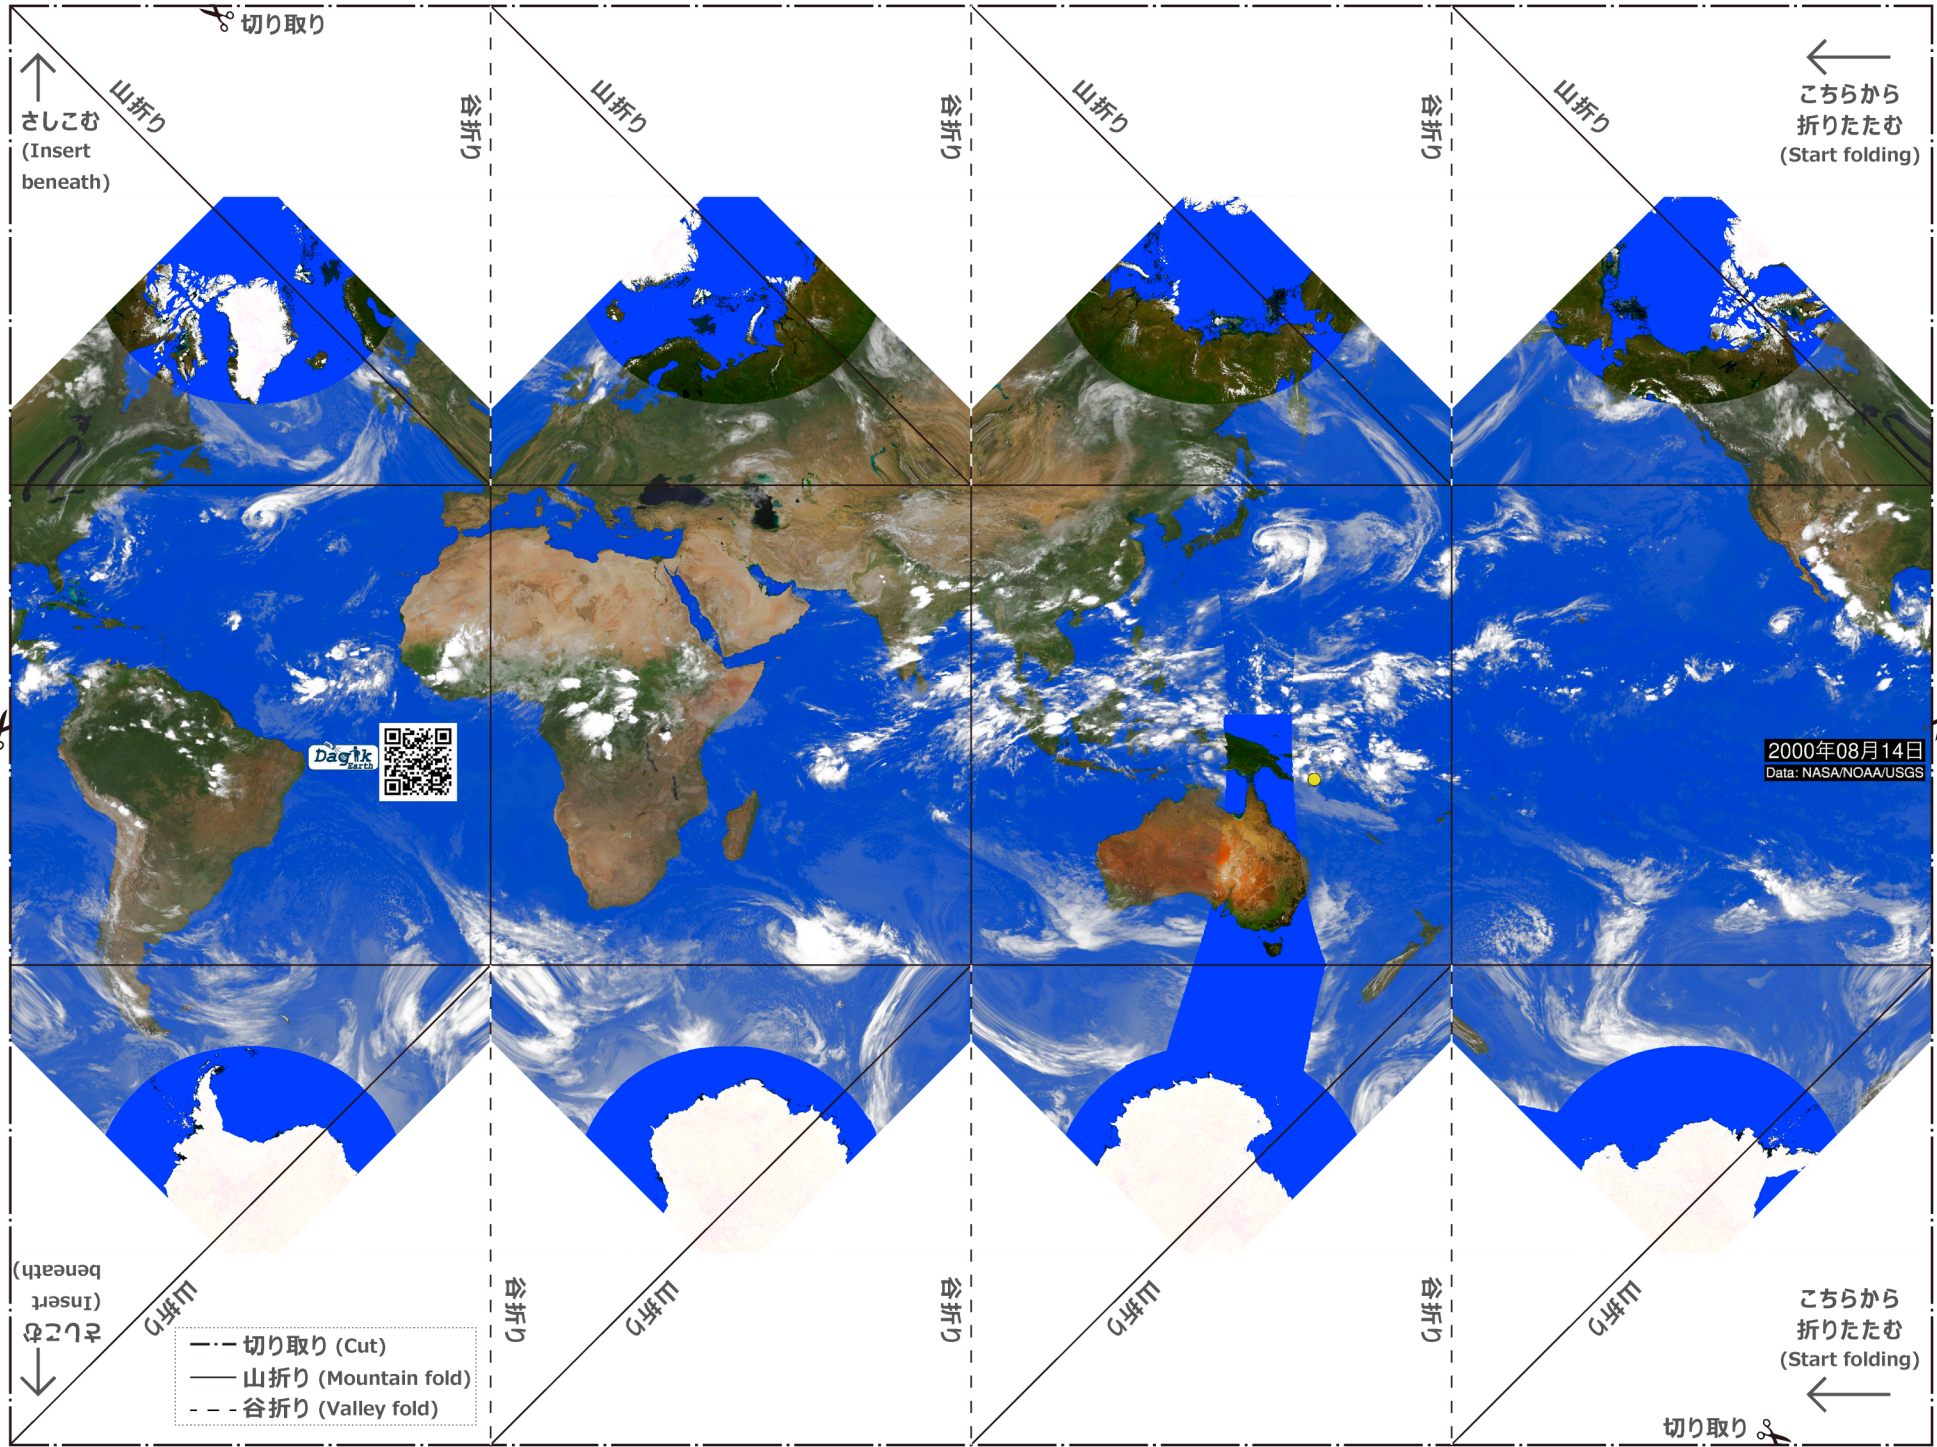 切り取り
さしこむ
(Insert
beneath)
山折り
谷折り
山折り
谷折り
山折り
谷折り
山折り
こちらから
折りたたむ
(Start folding)
Dagik
Earth
2000年08月14日
Data: NASA/NOAA/USGS
さしこむ
(Insert
beneath)
山折り
谷折り
山折り
谷折り
山折り
谷折り
山折り
こちらから
折りたたむ
(Start folding)
切り取り (Cut)
山折り (Mountain fold)
谷折り (Valley fold)
切り取り